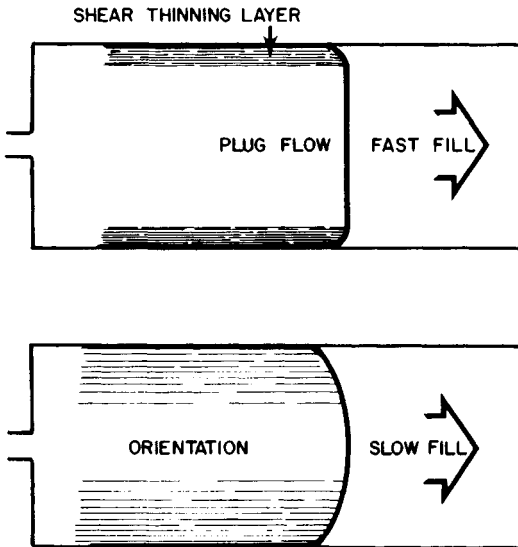 SHEAR THINNING LAYER
PLUG FLOW
FAST FILL
ORIENTATION
SLOW FILL